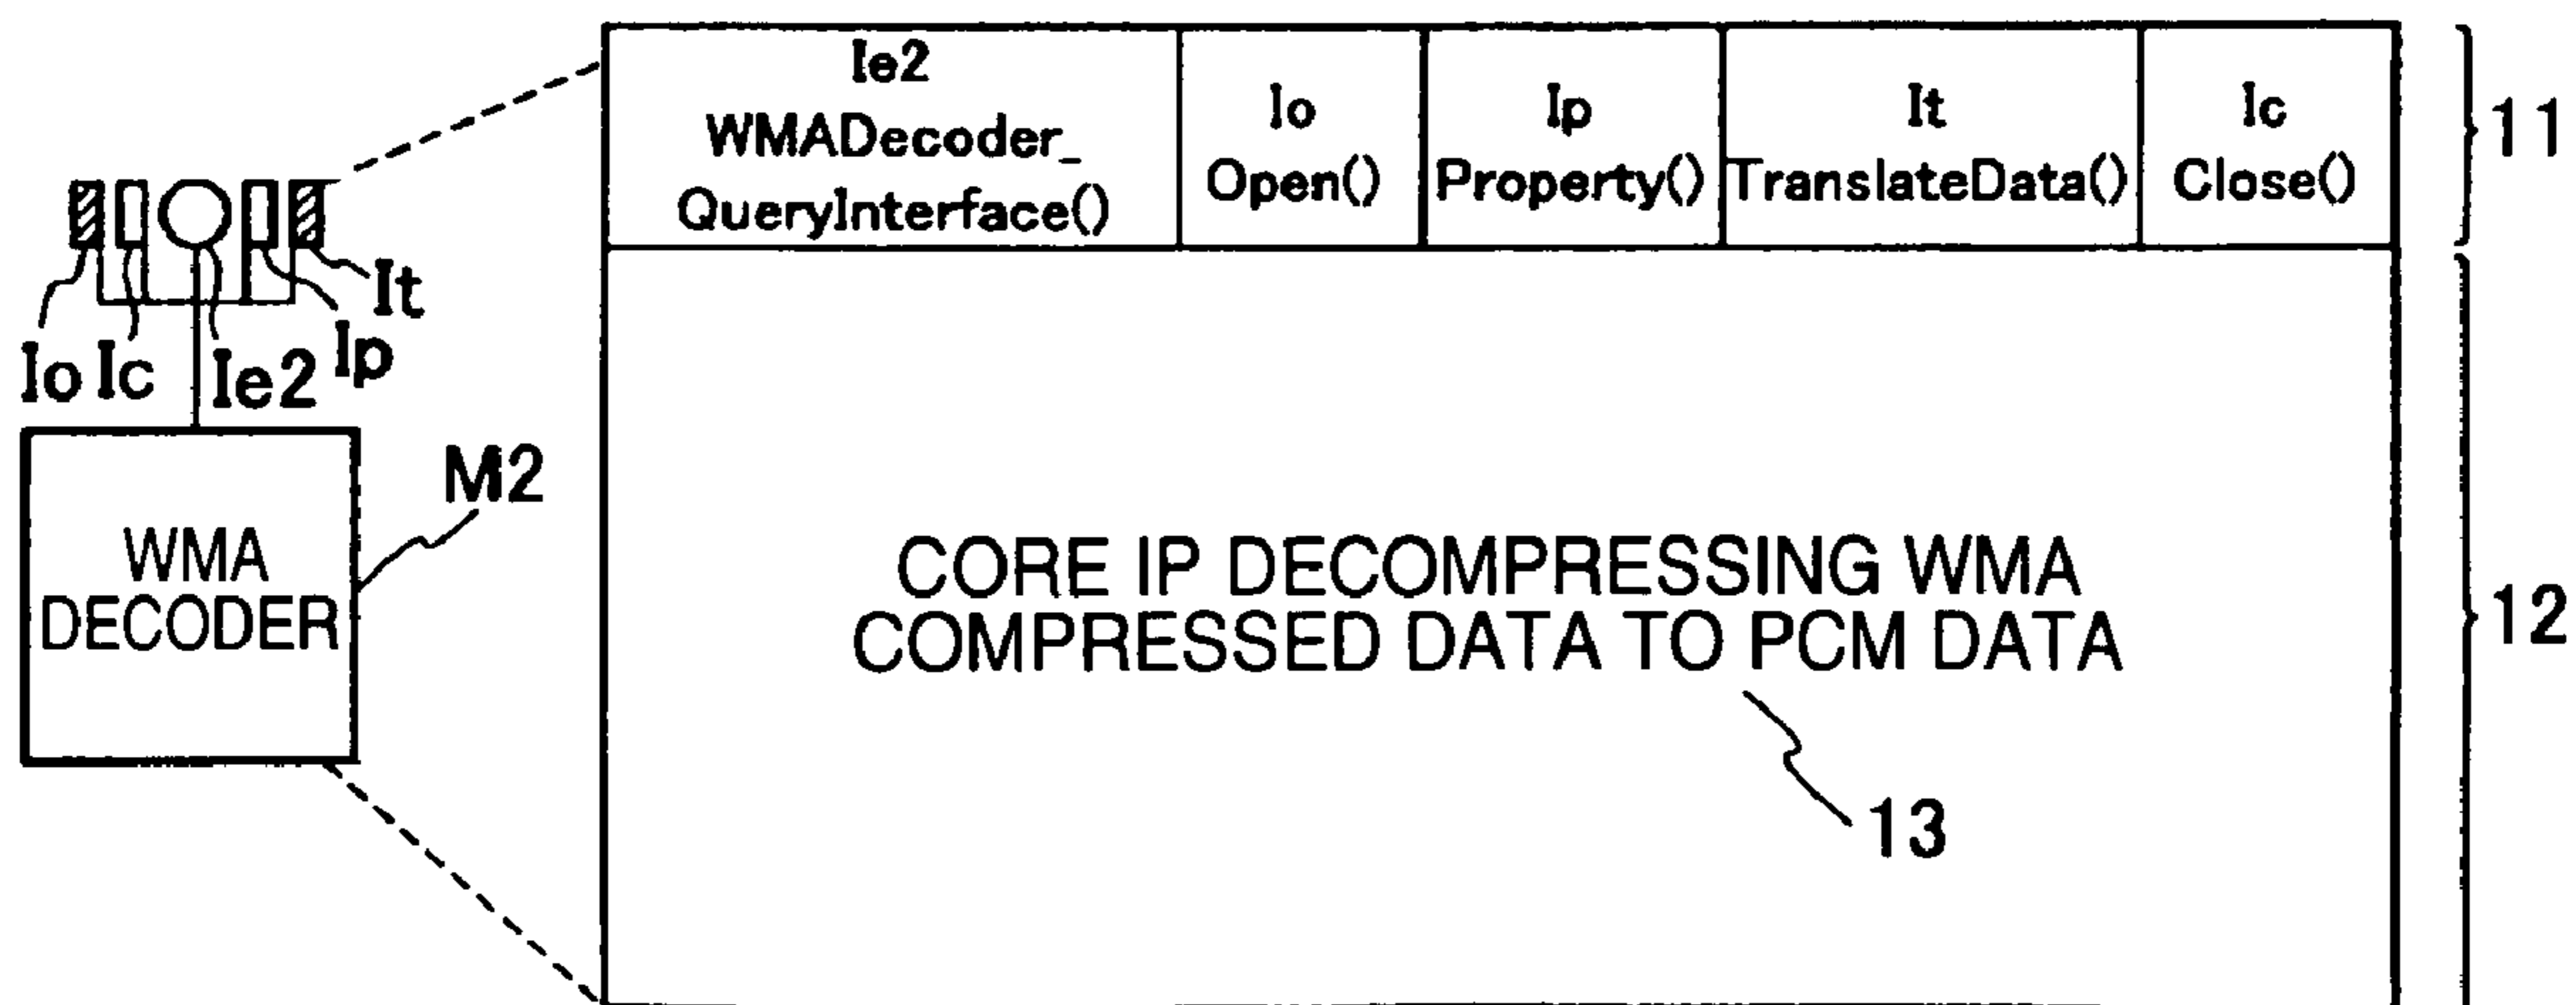 Ie2
WMADecoder_
QueryInterface()
Io
Open()
Ip
Property()
It
TranslateData()
Ic
Close()
11
It
Io Ic Ie2 Ip
M2
WMA
DECODER
CORE IP DECOMPRESSING WMA
COMPRESSED DATA TO PCM DATA
12
13